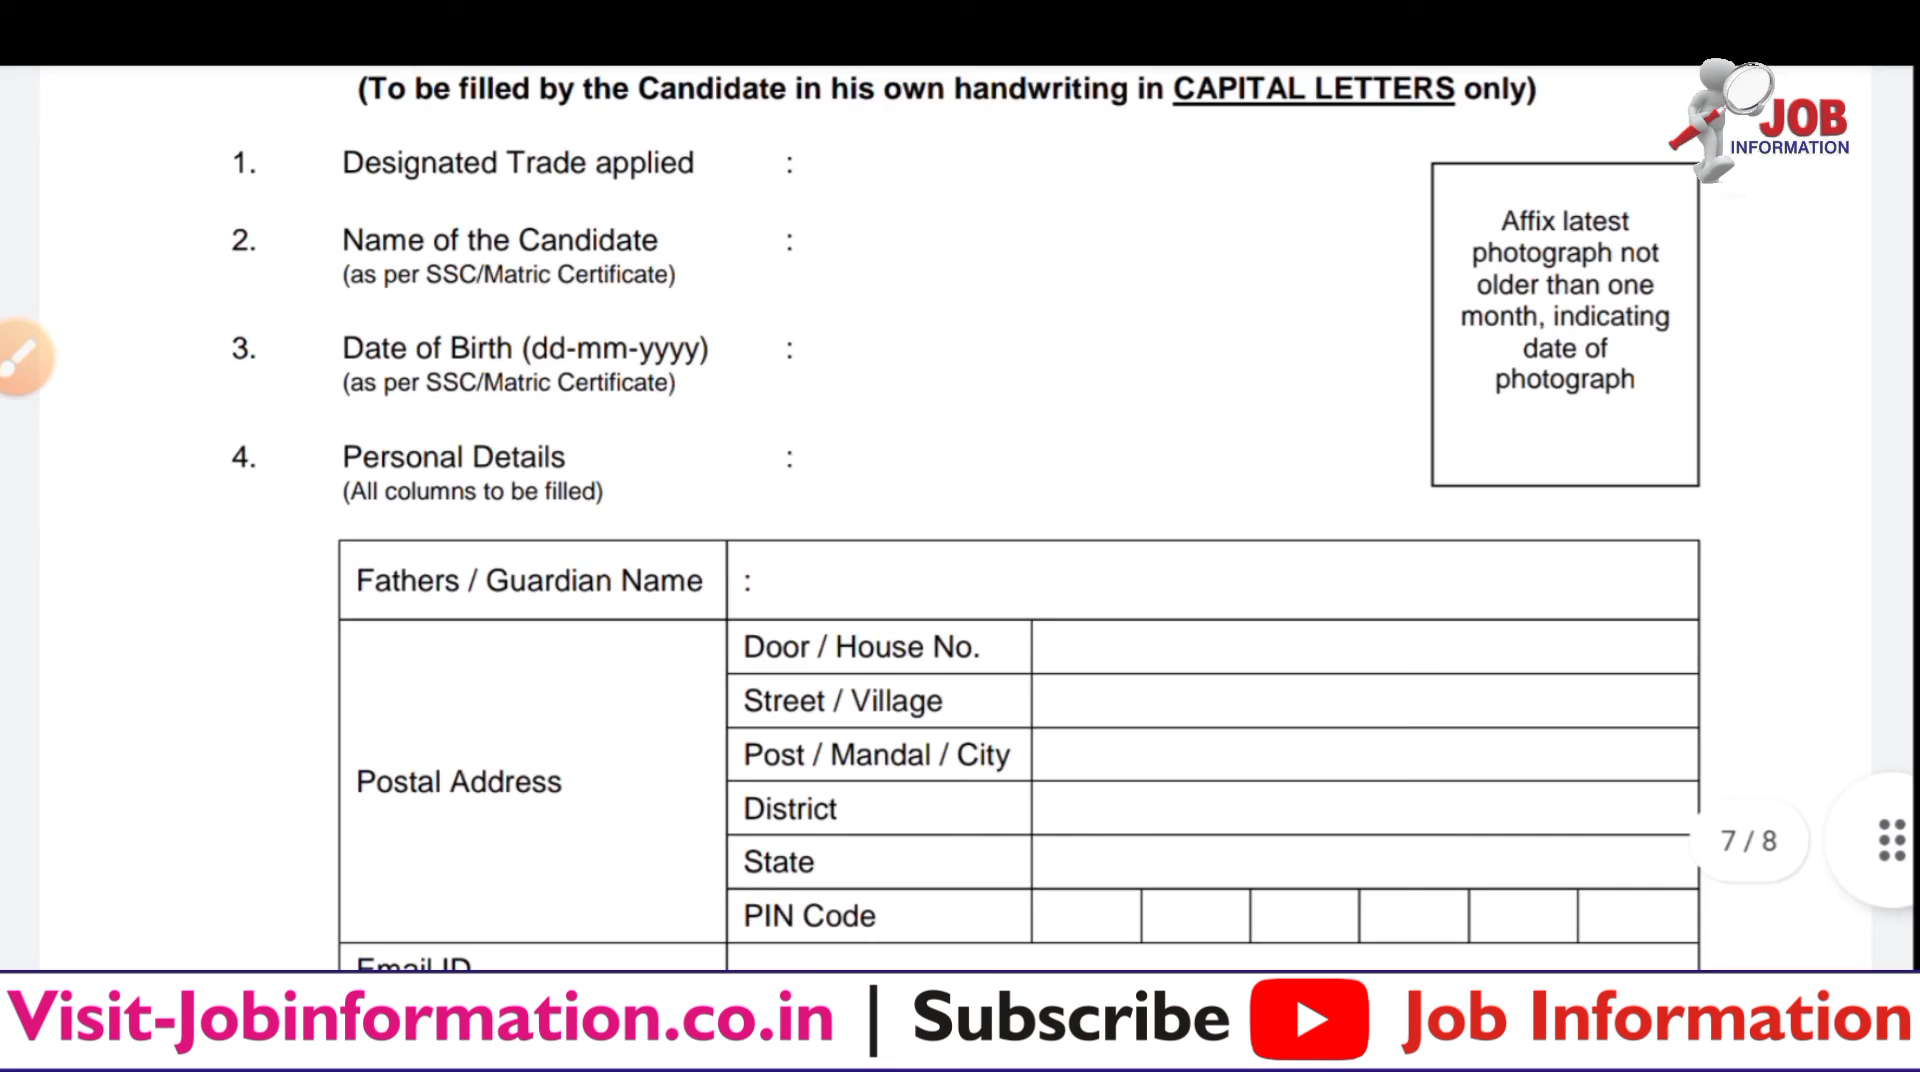 (To be filled by the Candidate in his own handwriting in CAPITAL LETTERS only)
JOB
INFORMATION
1. Designated Trade applied :
2. Name of the Candidate :
(as per SSC/Matric Certificate)
3. Date of Birth (dd-mm-yyyy) :
(as per SSC/Matric Certificate)
4. Personal Details :
(All columns to be filled)
Affix latest
photograph not
older than one
month, indicating
date of
photograph
Fathers / Guardian Name :
Postal Address
Door / House No.
Street / Village
Post / Mandal / City
District
State
PIN Code
Email ID
7 / 8
Visit-Jobinformation.co.in | Subscribe Job Information